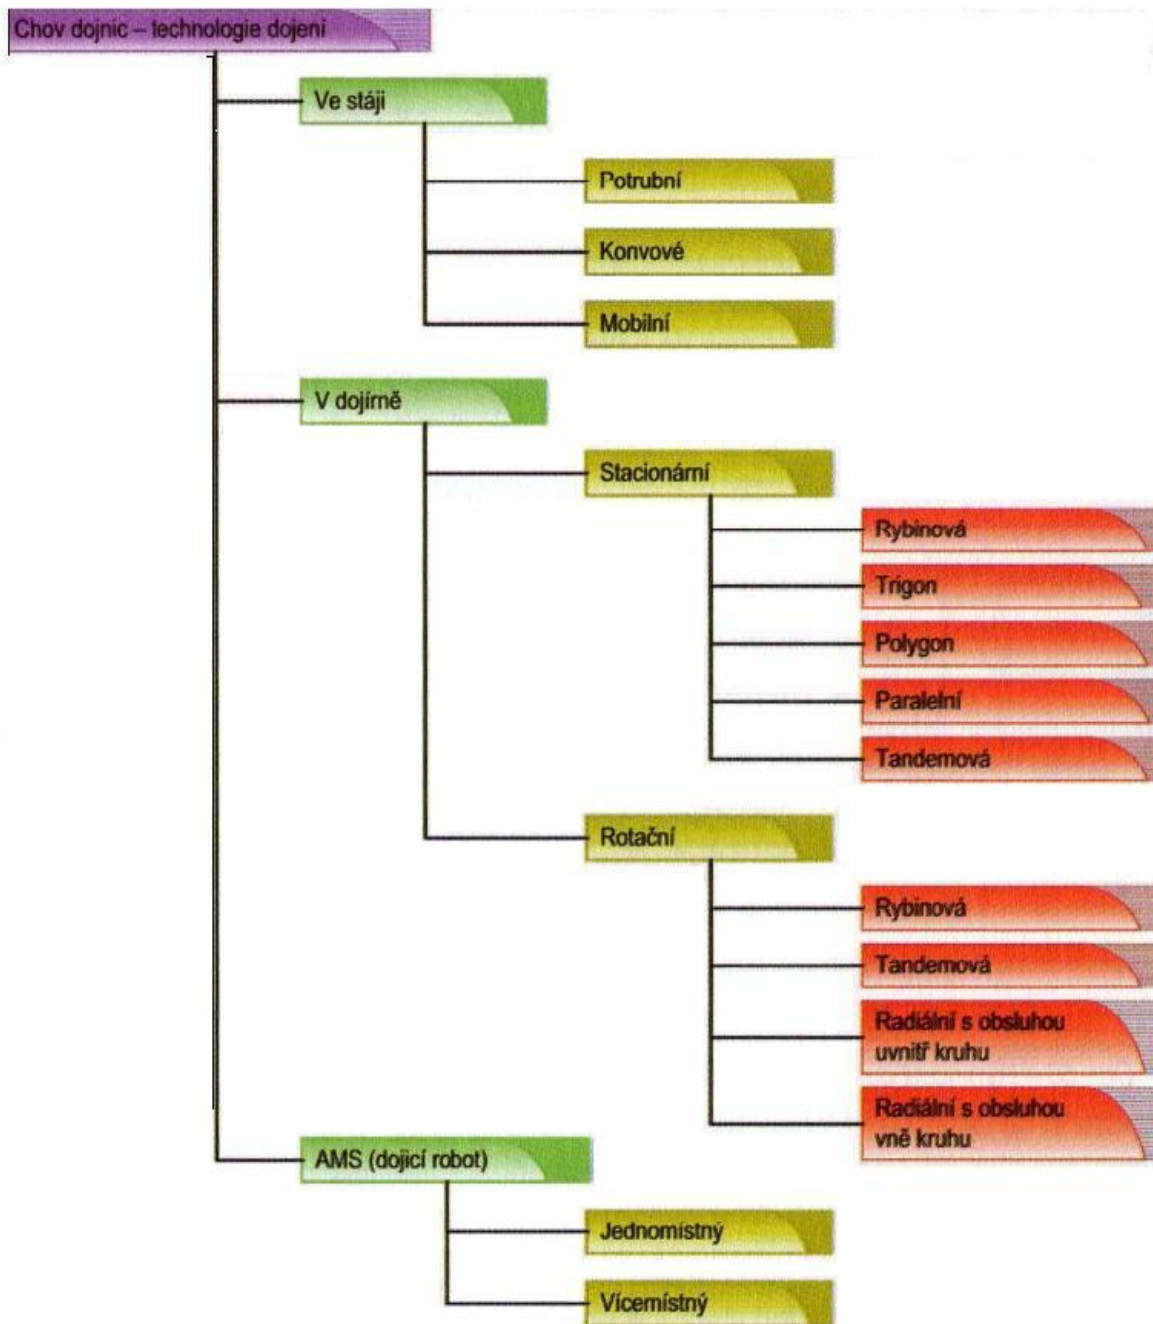 Chov dojnic – technologie dojení
Ve stáji
Potrubní
Konvové
Mobilní
V dojírně
Stacionární
Rybinová
Trigon
Polygon
Paralelní
Tandemová
Rotační
Rybinová
Tandemová
Radiální s obsluhou
uvnitř kruhu
Radiální s obsluhou
vně kruhu
AMS (dojicí robot)
Jednomístný
Vícemístný